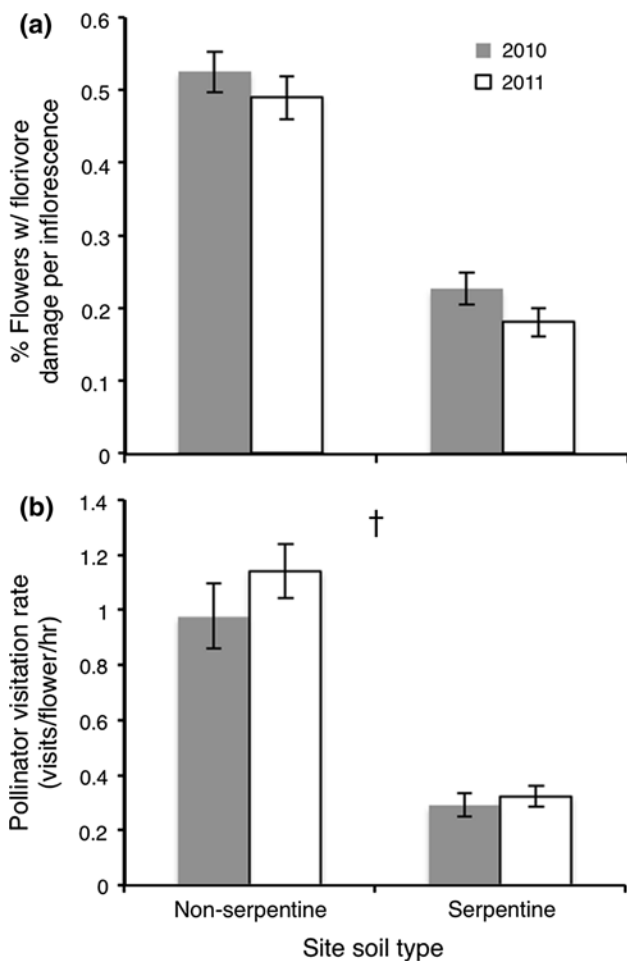 (a)
0.6
0.5
0.4
0.3
0.2
0.1
0
% Flowers w/ florivore
damage per inflorescence
2010
2011
(b)
1.4
1.2
1
0.8
0.6
0.4
0.2
0
Pollinator visitation rate
(visits/flower/hr)
†
Non-serpentine
Serpentine
Site soil type